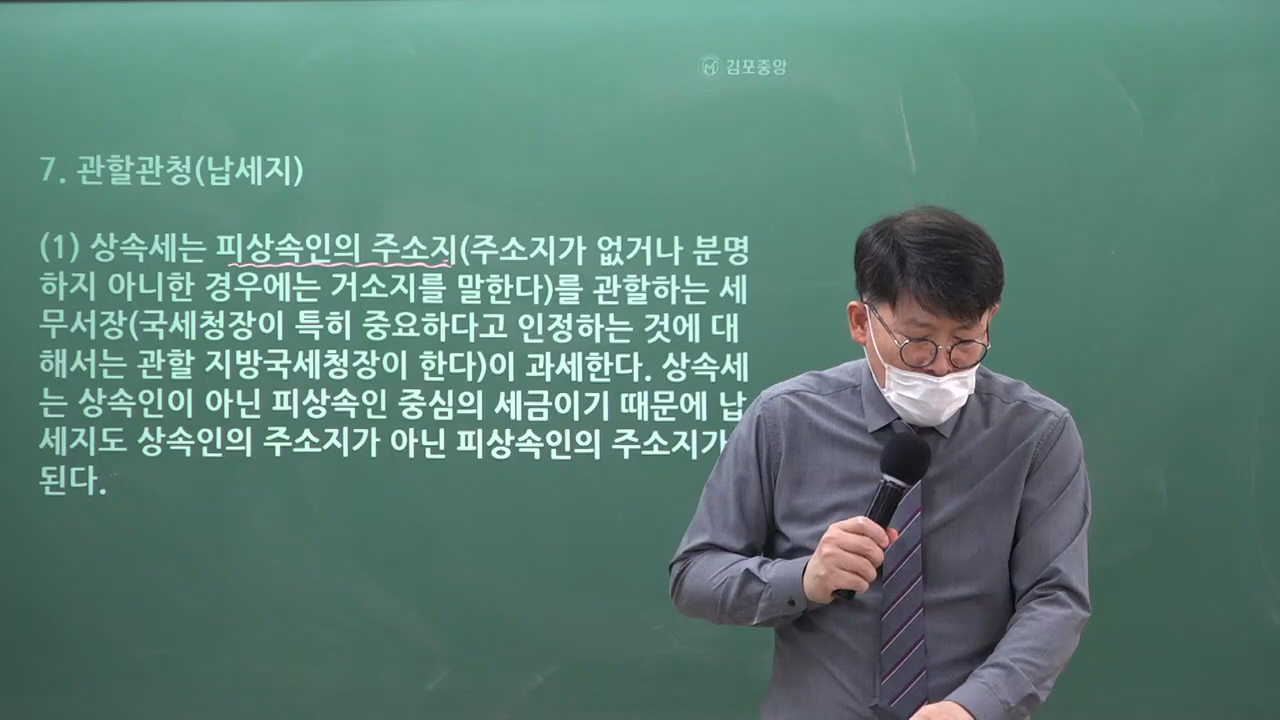 김포중앙
7. 관할관청(납세지)
(1) 상속세는 피상속인의 주소지(주소지가 없거나 분명
하지 아니한 경우에는 거소지를 말한다)를 관할하는 세
무서장(국세청장이 특히 중요하다고 인정하는 것에 대
해서는 관할 지방국세청장이 한다)이 과세한다. 상속세
는 상속인이 아닌 피상속인 중심의 세금이기 때문에 납
세지도 상속인의 주소지가 아닌 피상속인의 주소지가
된다.